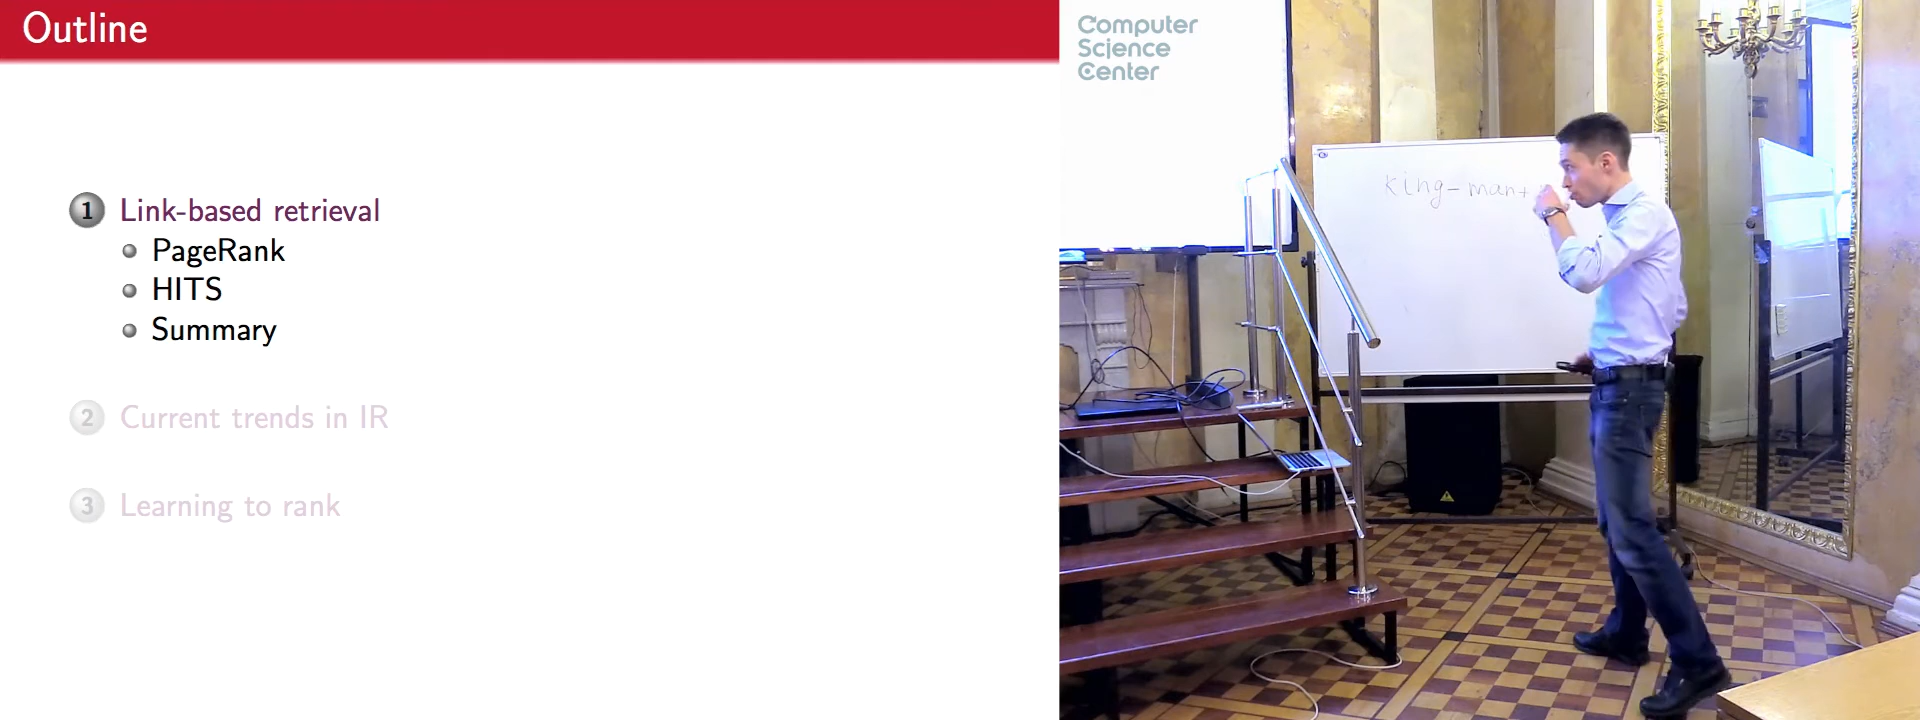 Outline
1 Link-based retrieval
PageRank
HITS
Summary
2 Current trends in IR
3 Learning to rank
Computer
Science
Center
king - man +